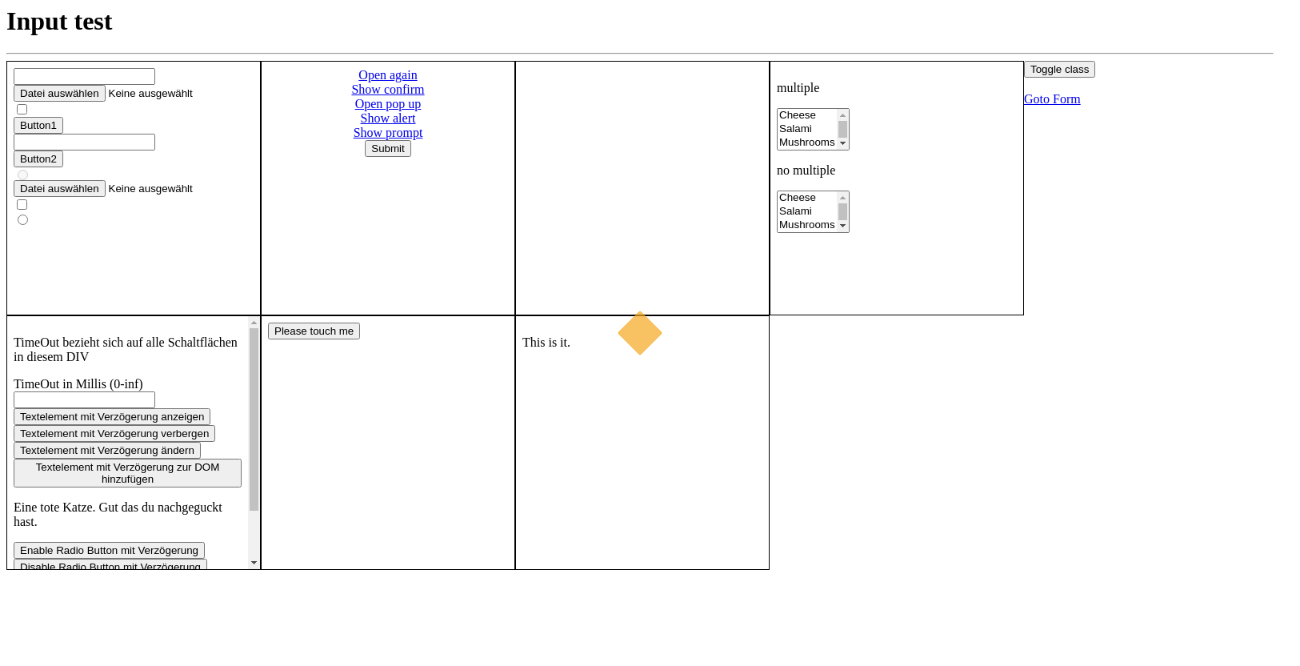 Input test
Datei auswählen Keine ausgewählt
Button1
Button2
Datei auswählen Keine ausgewählt
Open again
Show confirm
Open pop up
Show alert
Show prompt
Submit
multiple
Cheese
Salami
Mushrooms
no multiple
Cheese
Salami
Mushrooms
Toggle class
Goto Form
TimeOut bezieht sich auf alle Schaltflächen
in diesem DIV
TimeOut in Millis (0-inf)
Textelement mit Verzögerung anzeigen
Textelement mit Verzögerung verbergen
Textelement mit Verzögerung ändern
Textelement mit Verzögerung zur DOM
hinzufügen
Eine tote Katze. Gut das du nachgeguckt
hast.
Enable Radio Button mit Verzögerung
Disable Radio Button mit Verzögerung
Please touch me
This is it.